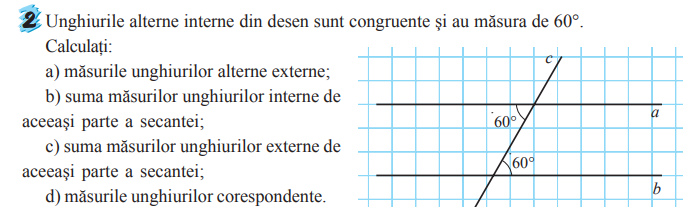 2 Unghiurile alterne interne din desen sunt congruente și au măsura de 60°.
Calculați:
a) măsurile unghiurilor alterne externe;
b) suma măsurilor unghiurilor interne de
aceeași parte a secantei;
c) suma măsurilor unghiurilor externe de
aceeași parte a secantei;
d) măsurile unghiurilor corespondente.
c
a
60°
60°
b